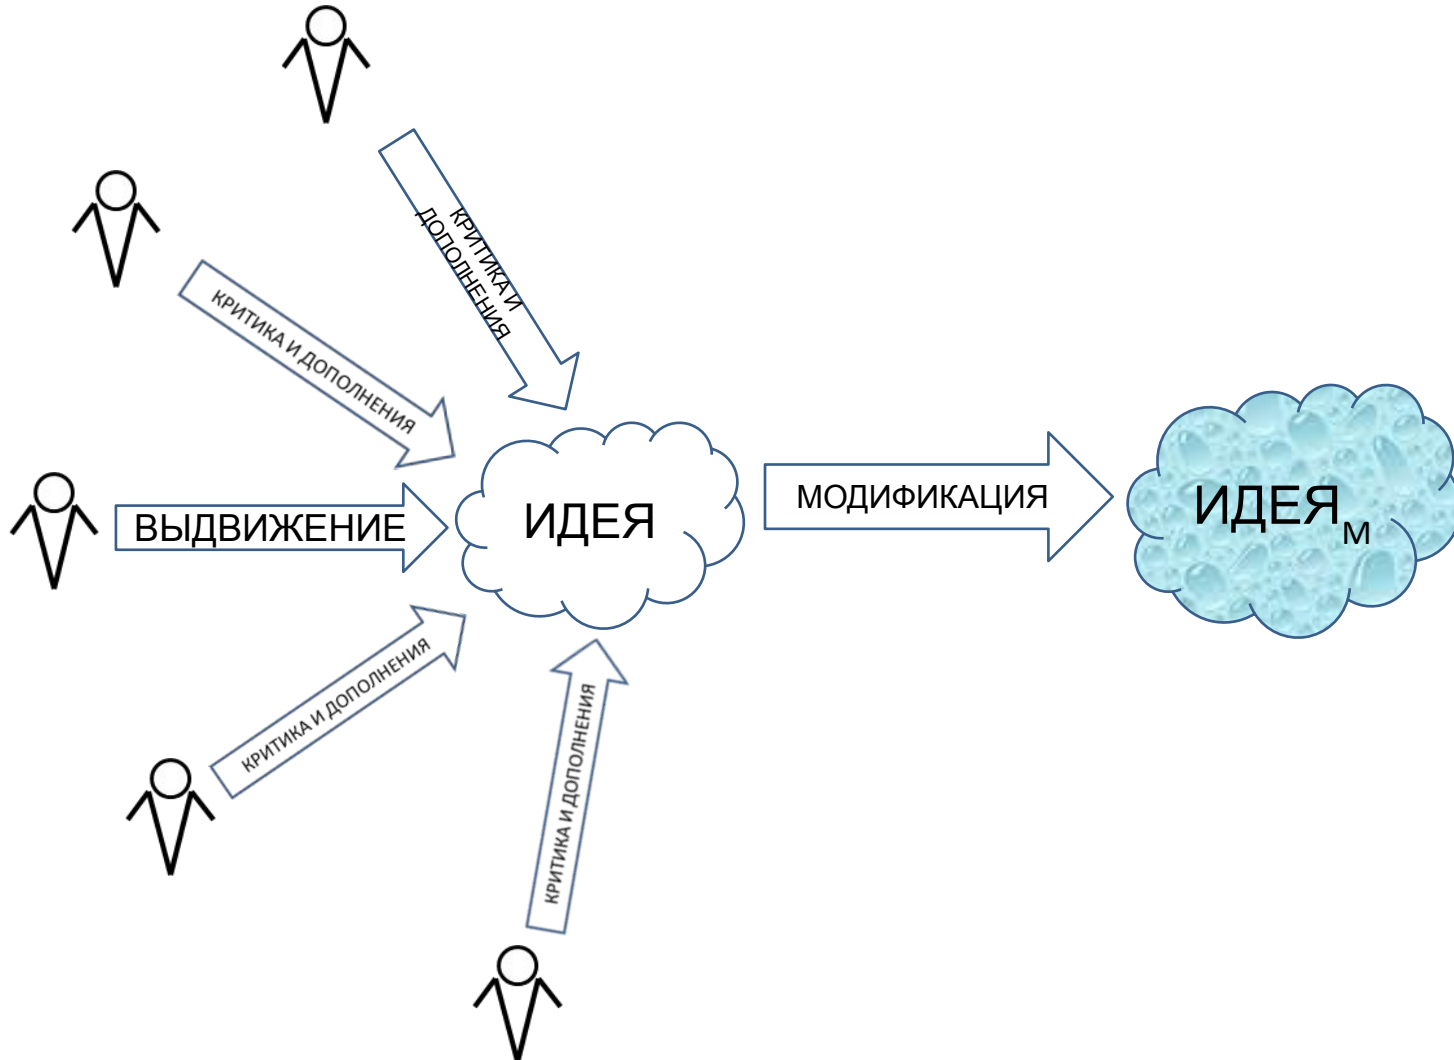 КРИТИКА И
ДОПОЛНЕНИЯ
КРИТИКА И ДОПОЛНЕНИЯ
ВЫДВИЖЕНИЕ
ИДЕЯ
МОДИФИКАЦИЯ
ИДЕЯМ
КРИТИКА И ДОПОЛНЕНИЯ
КРИТИКА И ДОПОЛНЕНИЯ